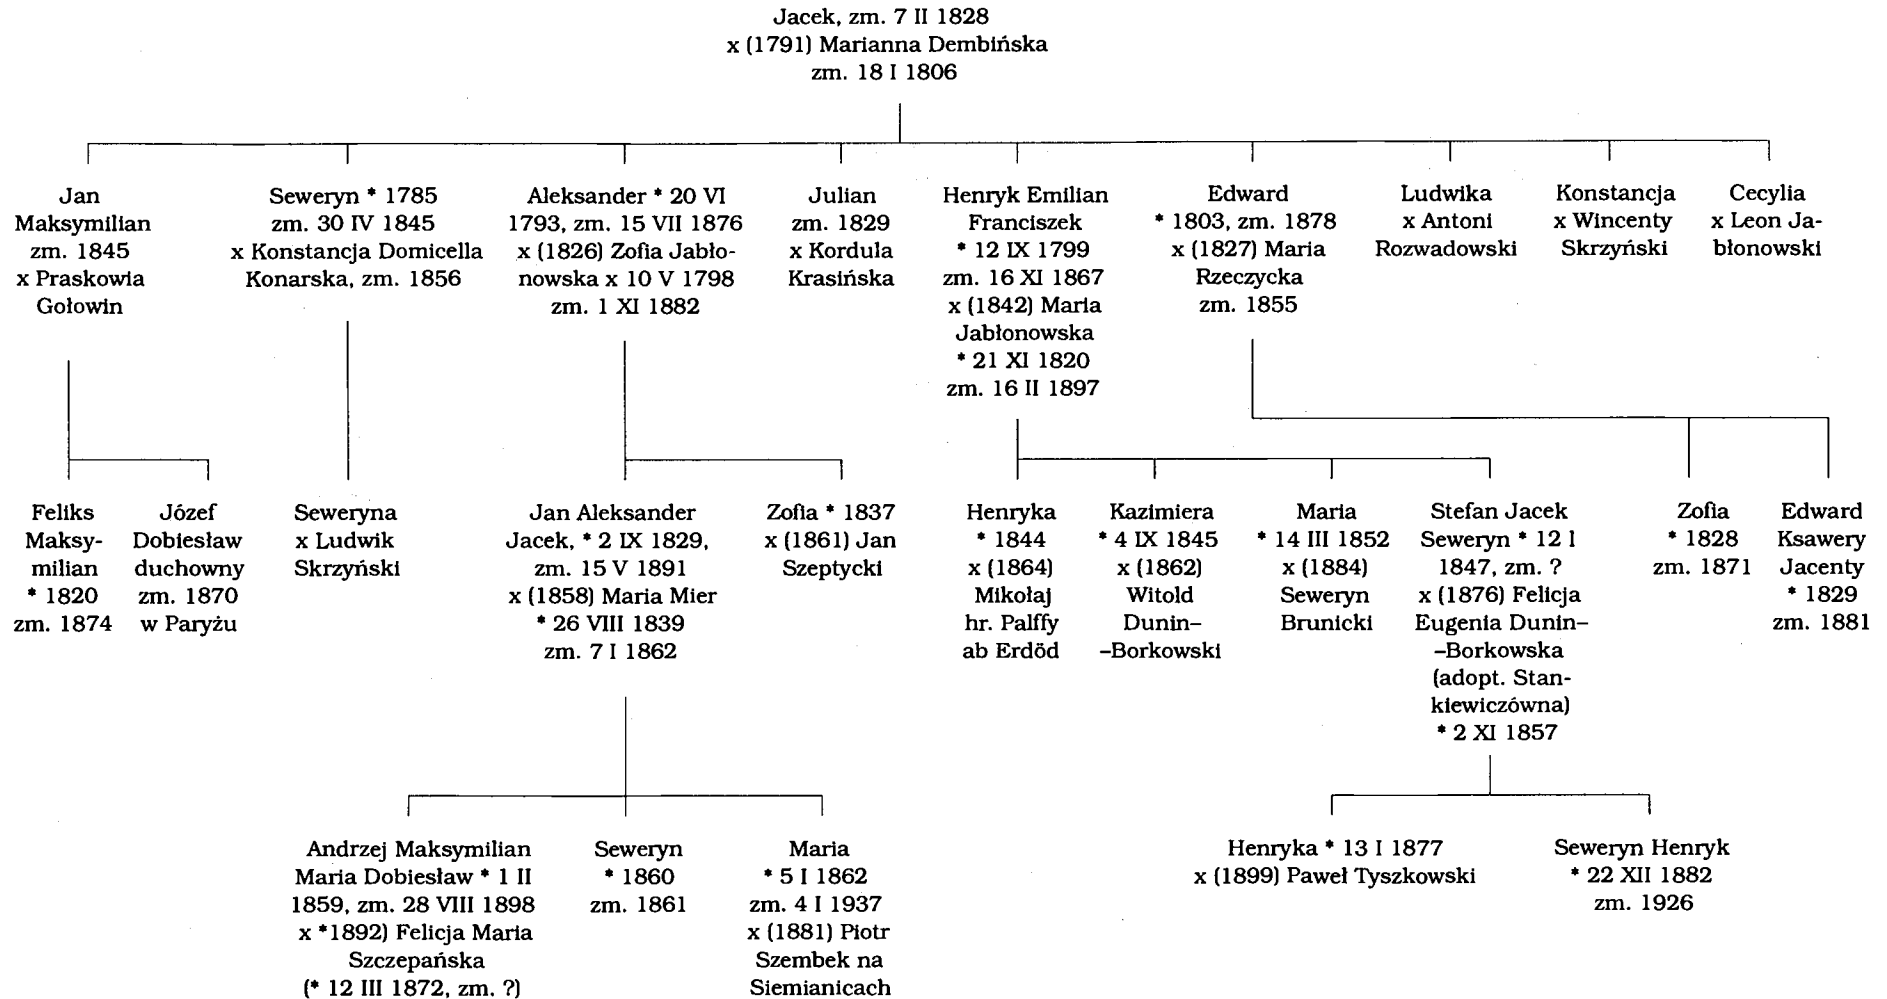 Jacek, zm. 7 II 1828
x (1791) Marianna Dembińska
zm. 18 I 1806
Jan
Maksymilian
zm. 1845
x Praskowia
Gołowin
Seweryn * 1785
zm. 30 IV 1845
x Konstancja Domicella
Konarska, zm. 1856
Aleksander * 20 VI
1793, zm. 15 VII 1876
x (1826) Zofia Jabło-
nowska x 10 V 1798
zm. 1 XI 1882
Julian
zm. 1829
x Kordula
Krasińska
Henryk Emilian
Franciszek
* 12 IX 1799
zm. 16 XI 1867
x (1842) Maria
Jabłonowska
* 21 XI 1820
zm. 16 II 1897
Edward
* 1803, zm. 1878
x (1827) Maria
Rzeczycka
zm. 1855
Ludwika
x Antoni
Rozwadowski
Konstancja
x Wincenty
Skrzyński
Cecylia
x Leon Ja-
błonowski
Feliks
Maksy-
milian
* 1820
zm. 1874
Józef
Dobiesław
duchowny
zm. 1870
w Paryżu
Seweryna
x Ludwik
Skrzyński
Jan Aleksander
Jacek, * 2 IX 1829,
zm. 15 V 1891
x (1858) Maria Mier
* 26 VIII 1839
zm. 7 I 1862
Zofia * 1837
x (1861) Jan
Szeptycki
Henryka
* 1844
x (1864)
Mikołaj
hr. Palffy
ab Erdöd
Kazimiera
* 4 IX 1845
x (1862)
Witold
Dunin–
–Borkowski
Maria
* 14 III 1852
x (1884)
Seweryn
Brunicki
Stefan Jacek
Seweryn * 12 I
1847, zm. ?
x (1876) Felicja
Eugenia Dunin–
–Borkowska
(adopt. Stan-
kiewiczówna)
* 2 XI 1857
Zofia
* 1828
zm. 1871
Edward
Ksawery
Jacenty
* 1829
zm. 1881
Andrzej Maksymilian
Maria Dobiesław * 1 II
1859, zm. 28 VIII 1898
x *1892) Felicja Maria
Szczepańska
(* 12 III 1872, zm. ?)
Seweryn
* 1860
zm. 1861
Maria
* 5 I 1862
zm. 4 I 1937
x (1881) Piotr
Szembek na
Siemianicach
Henryka * 13 I 1877
x (1899) Paweł Tyszkowski
Seweryn Henryk
* 22 XII 1882
zm. 1926